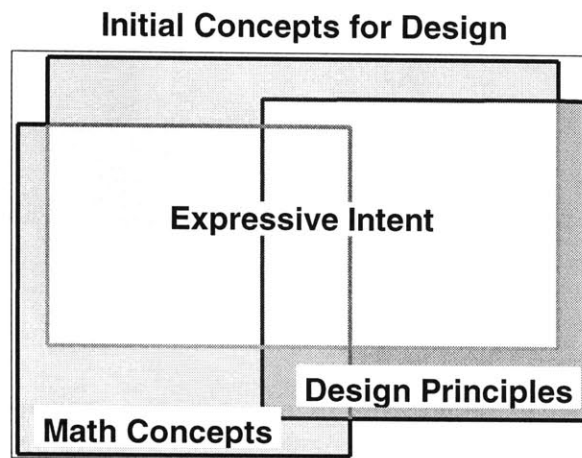 Initial Concepts for Design
Expressive Intent
Design Principles
Math Concepts